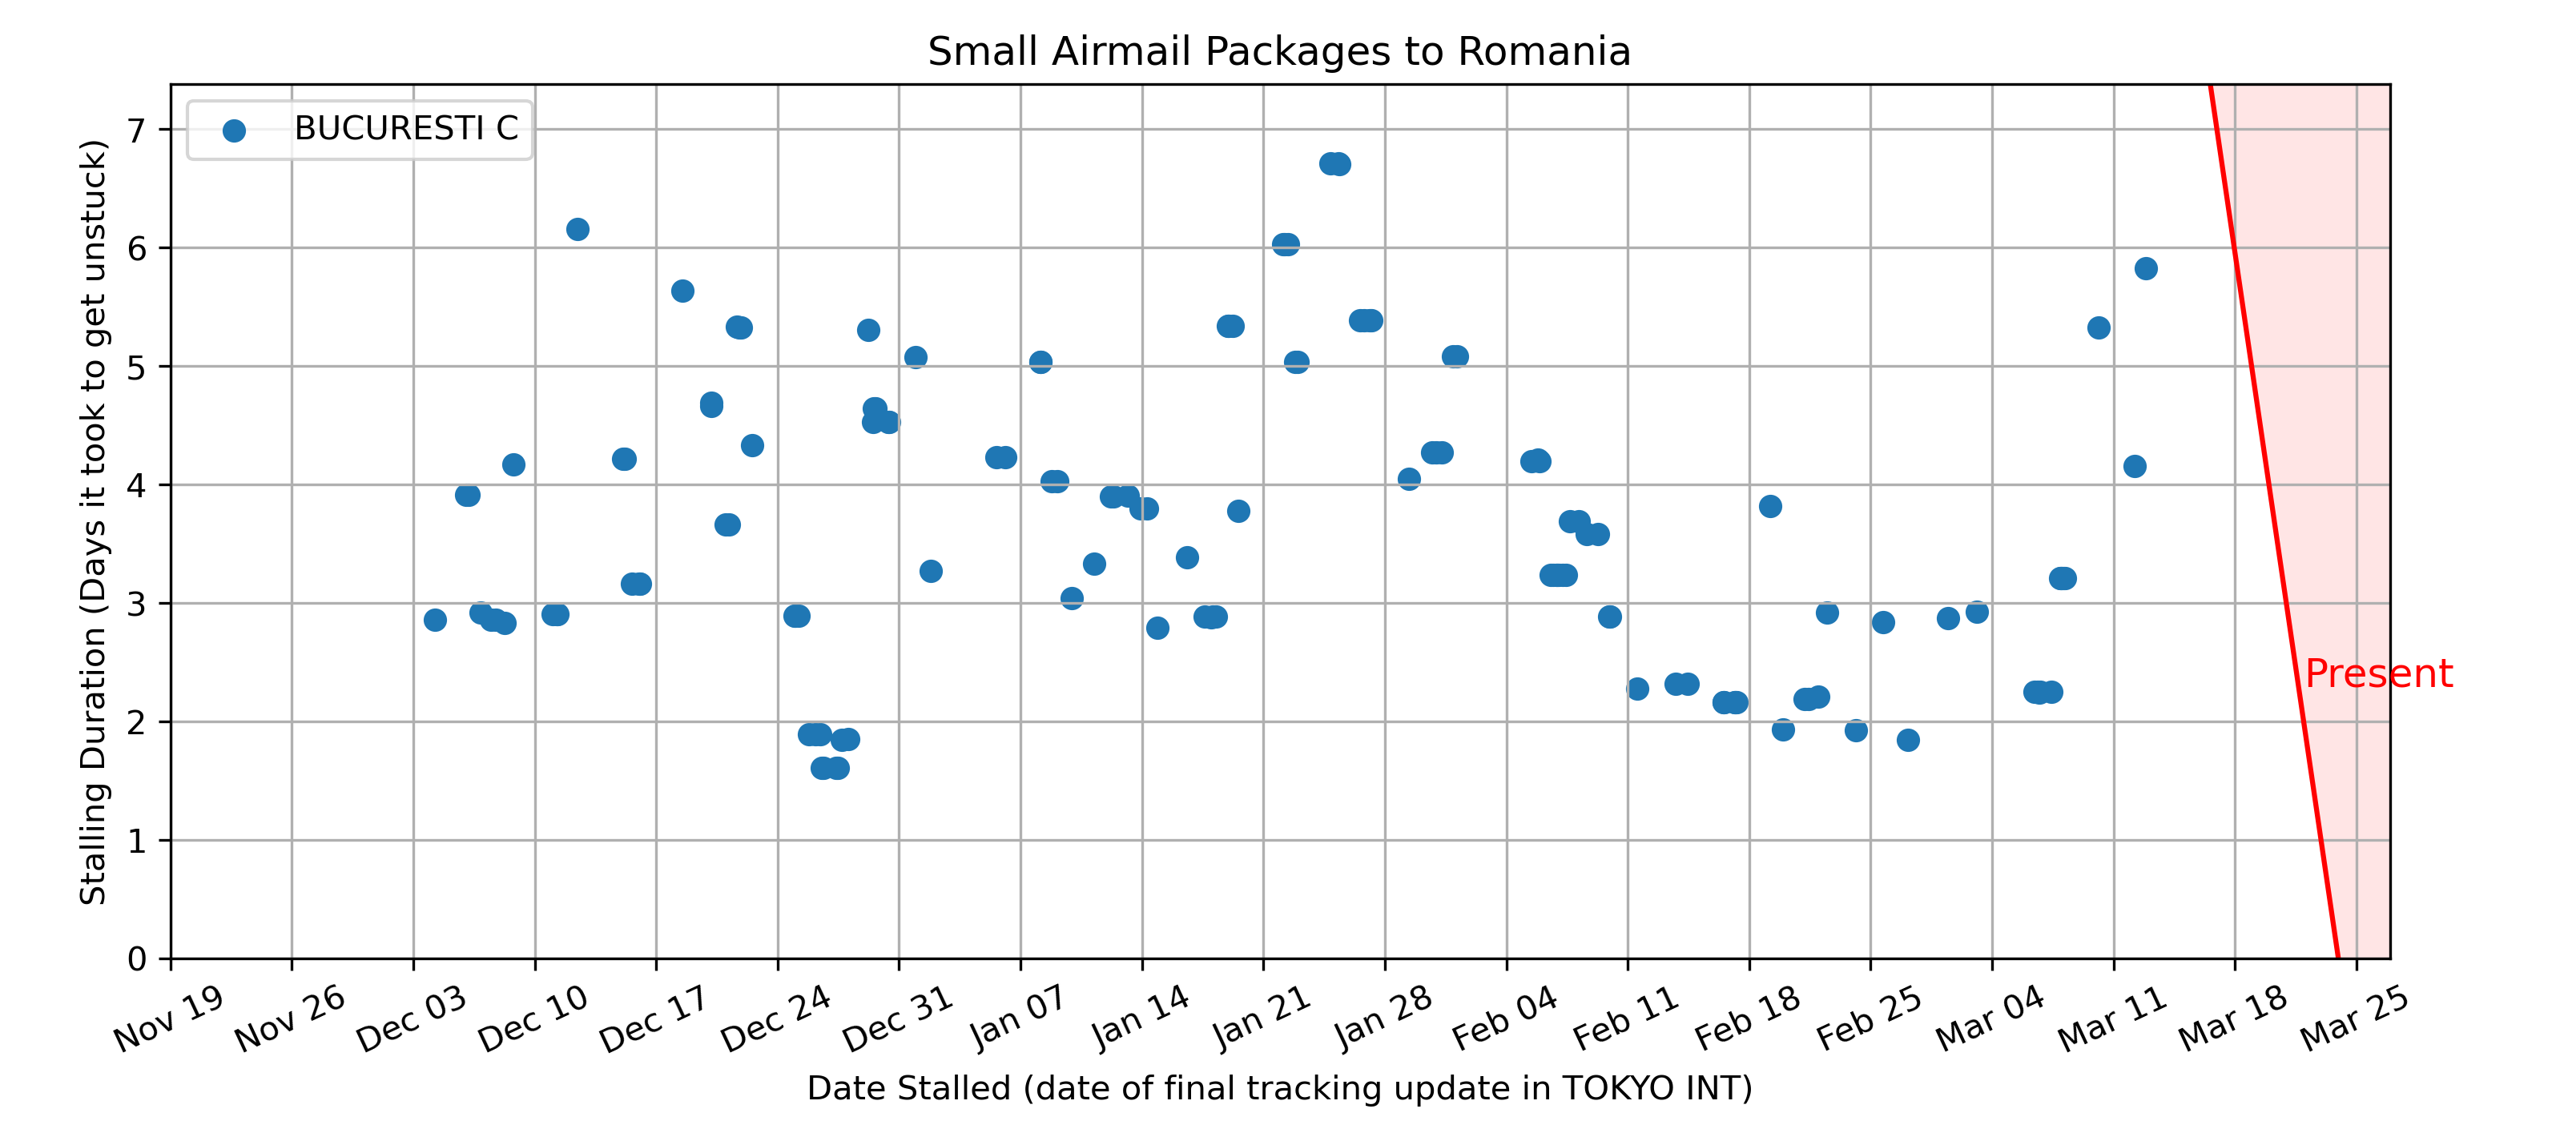 Small Airmail Packages to Romania
BUCURESTI C
Stalling Duration (Days it took to get unstuck)
7
6
5
4
3
2
1
0
Present
Nov 19
Nov 26
Dec 03
Dec 10
Dec 17
Dec 24
Dec 31
Jan 07
Jan 14
Jan 21
Jan 28
Feb 04
Feb 11
Feb 18
Feb 25
Mar 04
Mar 11
Mar 18
Mar 25
Date Stalled (date of final tracking update in TOKYO INT)